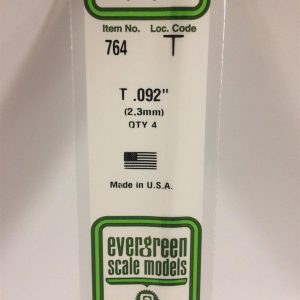 Item No. Loc. Code
764 T
T .092"
(2.3mm)
QTY 4
Made in U.S.A.
evergreen
scale models